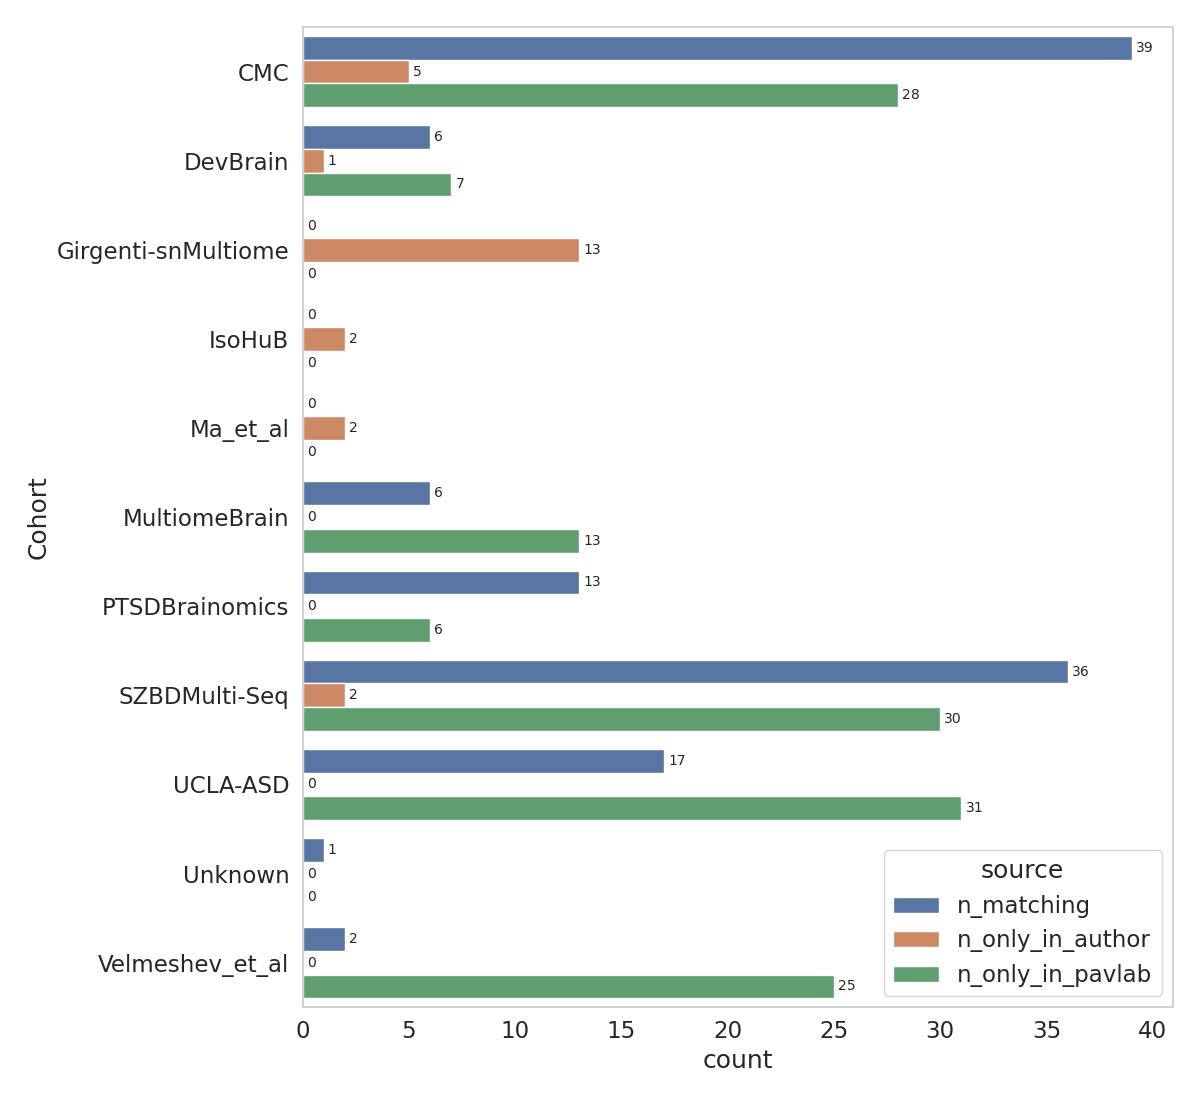 CMC
39
5
28
DevBrain
6
1
7
Girgenti-snMultiome
0
13
0
IsoHuB
0
2
0
Ma_et_al
0
2
0
MultiomeBrain
6
0
13
PTSDBrainomics
13
0
6
SZBDMulti-Seq
36
2
30
UCLA-ASD
17
0
31
Unknown
1
0
0
Velmeshev_et_al
2
0
25
Cohort
source
n_matching
n_only_in_author
n_only_in_pavlab
0 5 10 15 20 25 30 35 40
count